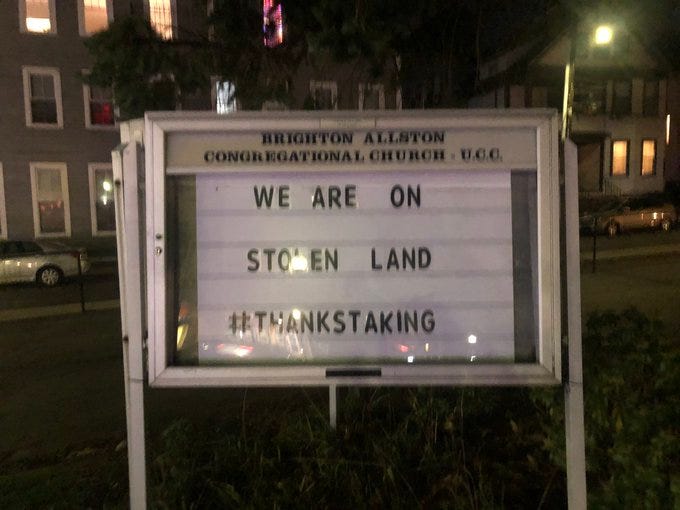 BRIGHTON ALLSTON
CONGREGATIONAL CHURCH - U.C.C.
WE ARE ON
STOLEN LAND
#THANKSTAKING